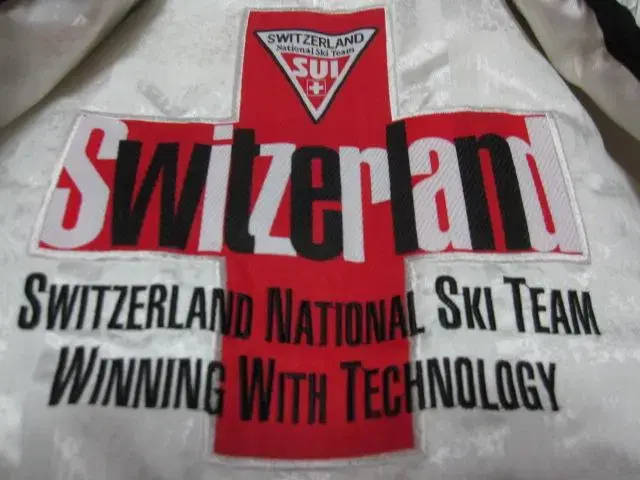 SWITZERLAND
National Ski Team
SUI
Switzerland
SWITZERLAND NATIONAL SKI TEAM
WINNING WITH TECHNOLOGY